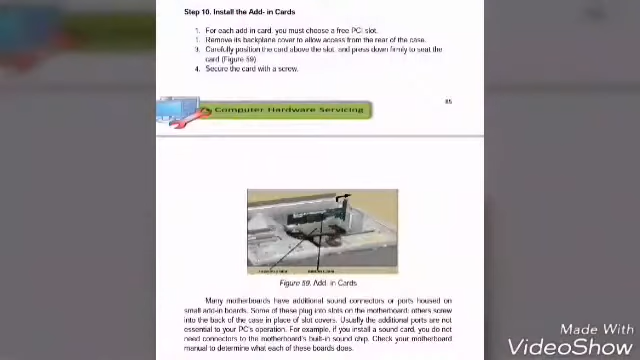 Step 10. Install the Add- in Cards
1. For each add in card, you must choose a free PCI slot.
Remove its backplane cover to allow access from the rear of the case.
3. Carefully position the card above the slot, and press down firmly to seat the
card (Figure 59)
4. Secure the card with a screw.
85
Computer Hardware Servicing
Figure 59. Add- in Cards
Many motherboards have additional sound connectors or ports housed on
small add-in boards. Some of these plug into slots on the motherboard: others screw
into the back of the case in place of slot covers. Usually the additional ports are not
essential to your PC's operation. For example, if you install a sound card, you do not
need connectors to the motherboard's built-in sound chip. Check your motherboard
manual to determine what each of these boards does.
Made With
VideoShow